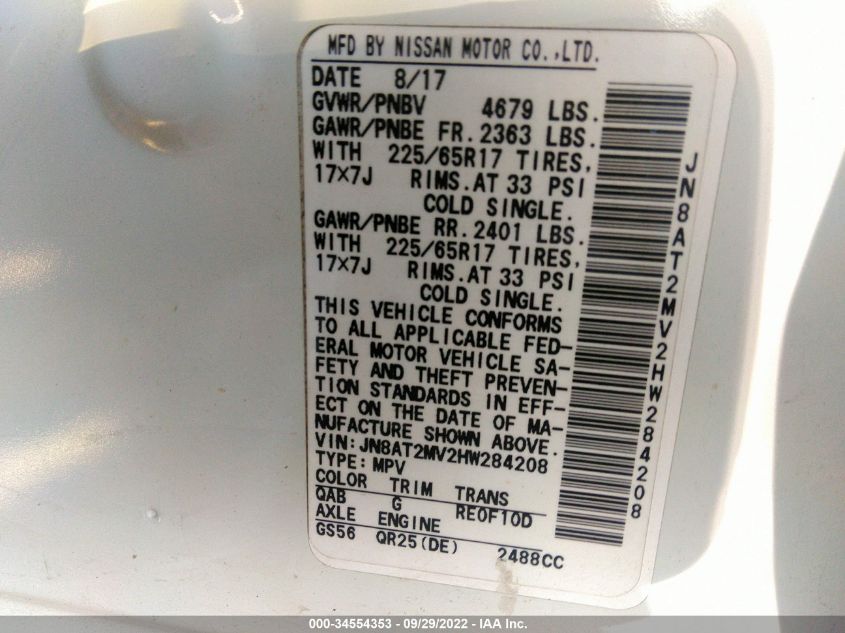 MFD BY NISSAN MOTOR CO.,LTD.
DATE 8/17
GVWR/PNBV 4679 LBS.
GAWR/PNBE FR. 2363 LBS.
WITH 225/65R17 TIRES,
17×7J RIMS. AT 33 PSI
COLD SINGLE.
GAWR/PNBE RR. 2401 LBS.
WITH 225/65R17 TIRES,
17×7J RIMS. AT 33 PSI
COLD SINGLE.
THIS VEHICLE CONFORMS
TO ALL APPLICABLE FED-
ERAL MOTOR VEHICLE SA-
FETY AND THEFT PREVEN-
TION STANDARDS IN EFF-
ECT ON THE DATE OF MA-
NUFACTURE SHOWN ABOVE.
VIN: JN8AT2MV2HW284208
TYPE: MPV
COLOR TRIM TRANS
QAB G RE0F10D
AXLE ENGINE
GS56 QR25(DE) 2488CC
JN8AT2MV2HW284208
000-34554353 - 09/29/2022 - IAA Inc.